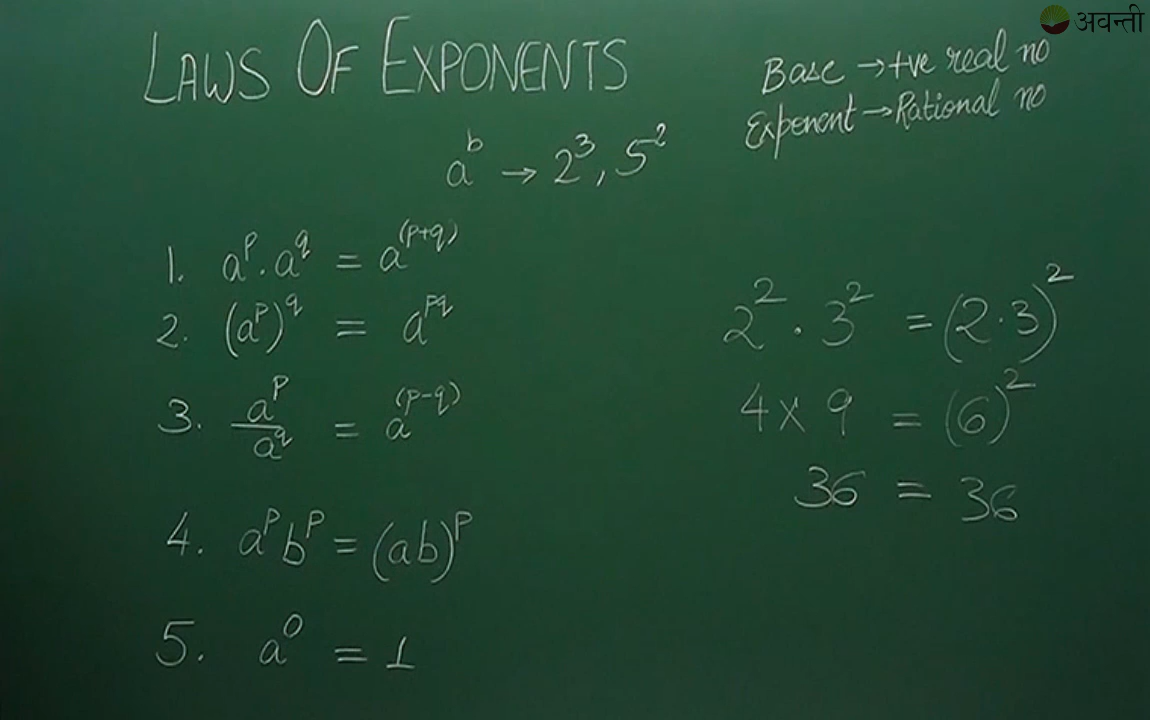 अवन्ती
LAWS OF EXPONENTS
Base → +ve real no
Exponent → Rational no
a^b → 2^3, 5^2
1. a^p . a^q = a^(p+q)
2. (a^p)^q = a^pq
3. a^p / a^q = a^(p-q)
4. a^p b^p = (ab)^p
5. a^0 = 1
2^2 . 3^2 = (2.3)^2
4 x 9 = (6)^2
36 = 36